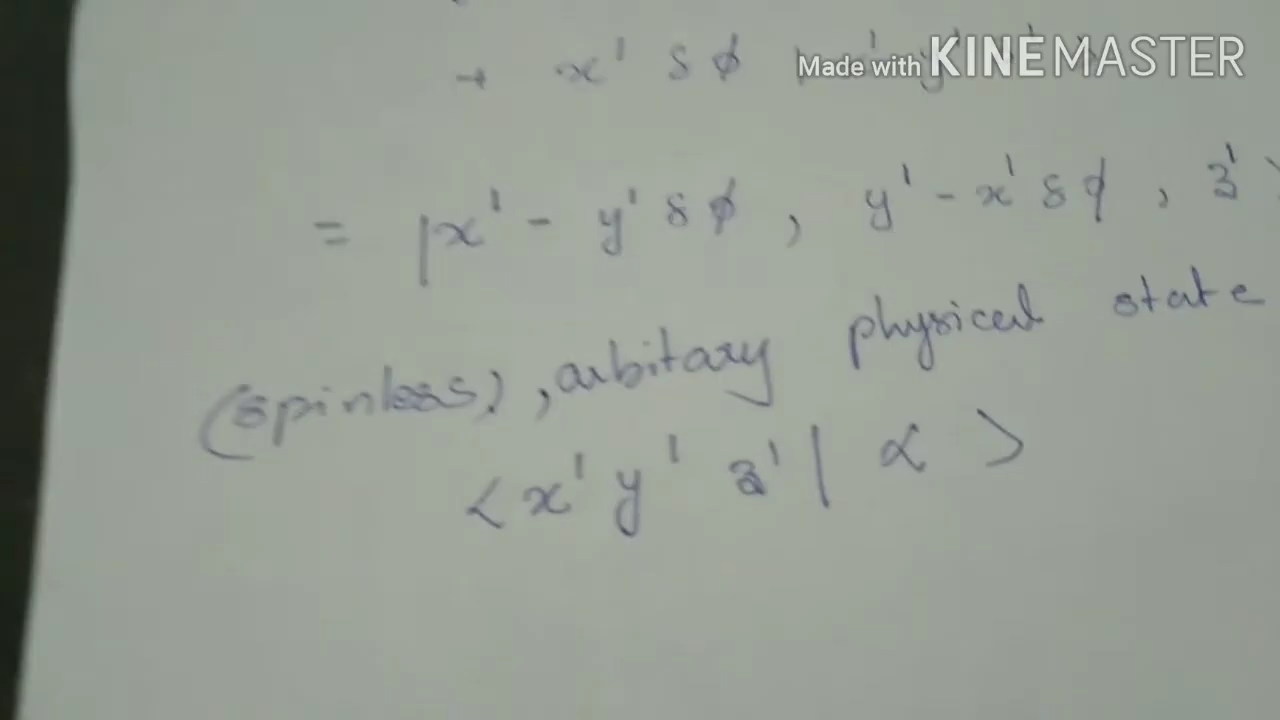 → x' δφ
Made with KINEMASTER
= |x' - y' δφ, y' - x' δφ, z'>
(spinless), arbitary physical state
<x' y' z' | α>